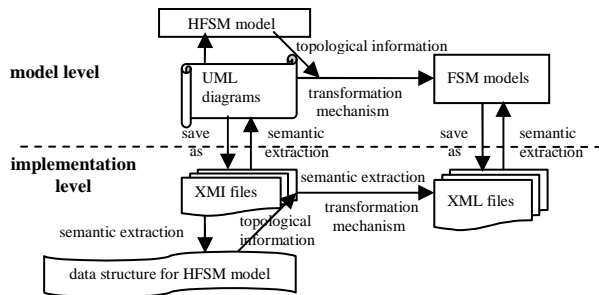 HFSM model
topological information
model level
UML
diagrams
transformation
mechanism
FSM models
save
as
semantic
extraction
save
as
semantic
extraction
implementation
level
XMI files
semantic extraction
transformation
mechanism
XML files
semantic extraction
topological
information
data structure for HFSM model